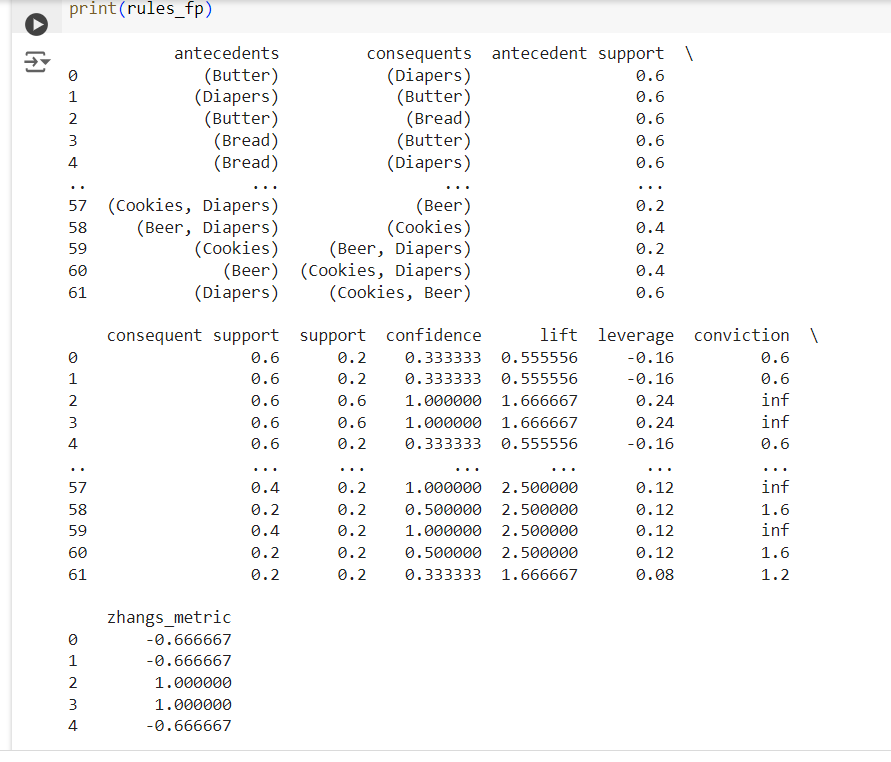 print(rules_fp)
antecedents consequents antecedent support \
0 (Butter) (Diapers) 0.6
1 (Diapers) (Butter) 0.6
2 (Butter) (Bread) 0.6
3 (Bread) (Butter) 0.6
4 (Bread) (Diapers) 0.6
.. ... ... ...
57 (Cookies, Diapers) (Beer) 0.2
58 (Beer, Diapers) (Cookies) 0.4
59 (Cookies) (Beer, Diapers) 0.2
60 (Beer) (Cookies, Diapers) 0.4
61 (Diapers) (Cookies, Beer) 0.6
consequent support support confidence lift leverage conviction \
0 0.6 0.2 0.333333 0.555556 -0.16 0.6
1 0.6 0.2 0.333333 0.555556 -0.16 0.6
2 0.6 0.6 1.000000 1.666667 0.24 inf
3 0.6 0.6 1.000000 1.666667 0.24 inf
4 0.6 0.2 0.333333 0.555556 -0.16 0.6
.. ... ... ... ... ... ...
57 0.4 0.2 1.000000 2.500000 0.12 inf
58 0.2 0.2 0.500000 2.500000 0.12 1.6
59 0.4 0.2 1.000000 2.500000 0.12 inf
60 0.2 0.2 0.500000 2.500000 0.12 1.6
61 0.2 0.2 0.333333 1.666667 0.08 1.2
zhangs_metric
0 -0.666667
1 -0.666667
2 1.000000
3 1.000000
4 -0.666667